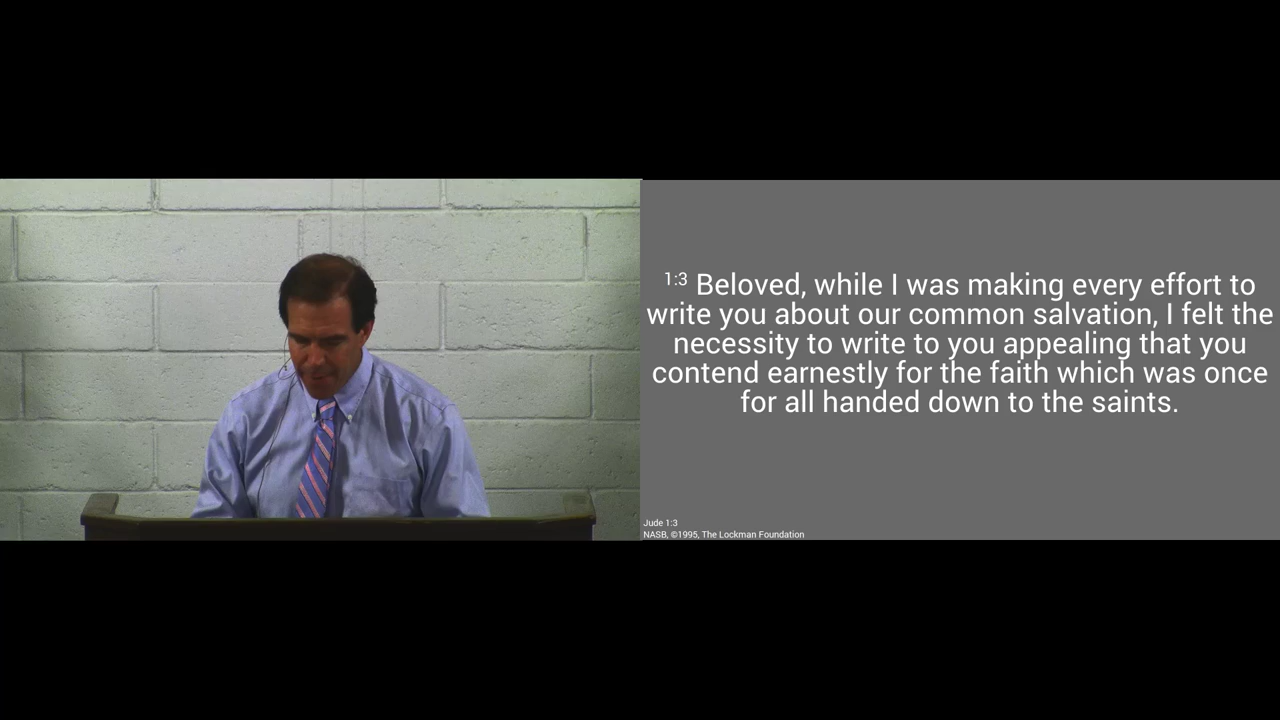 1:3 Beloved, while I was making every effort to
write you about our common salvation, I felt the
necessity to write to you appealing that you
contend earnestly for the faith which was once
for all handed down to the saints.
Jude 1:3
NASB, ©1995, The Lockman Foundation